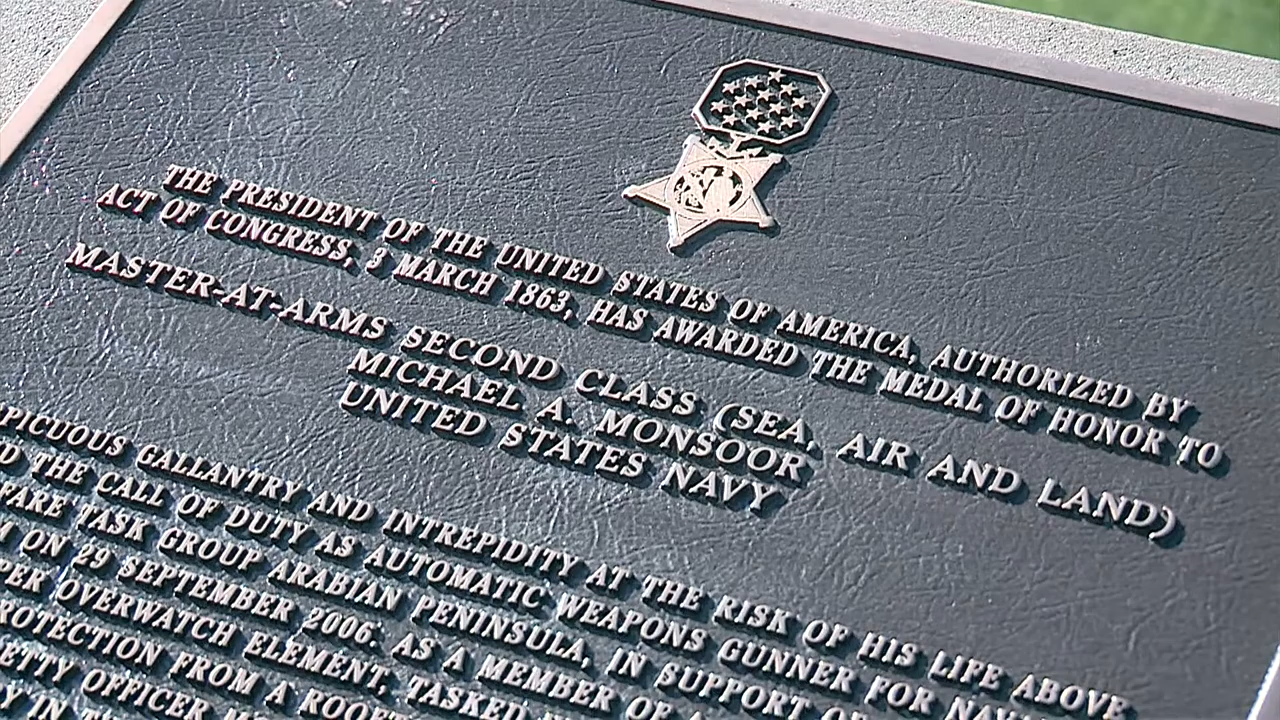 THE PRESIDENT OF THE UNITED STATES OF AMERICA, AUTHORIZED BY
ACT OF CONGRESS, 3 MARCH 1863, HAS AWARDED THE MEDAL OF HONOR TO
MASTER-AT-ARMS SECOND CLASS (SEA, AIR AND LAND)
MICHAEL A. MONSOOR
UNITED STATES NAVY
PICUOUS GALLANTRY AND INTREPIDITY AT THE RISK OF HIS LIFE ABOVE
D THE CALL OF DUTY AS AUTOMATIC WEAPONS GUNNER FOR NAVA
FARE TASK GROUP ARABIAN PENINSULA, IN SUPPORT OF
ON 29 SEPTEMBER 2006. AS A MEMBER OF
PER OVERWATCH ELEMENT, TASKED
ROTECTION FROM A ROOFT
ETTY OFFICER